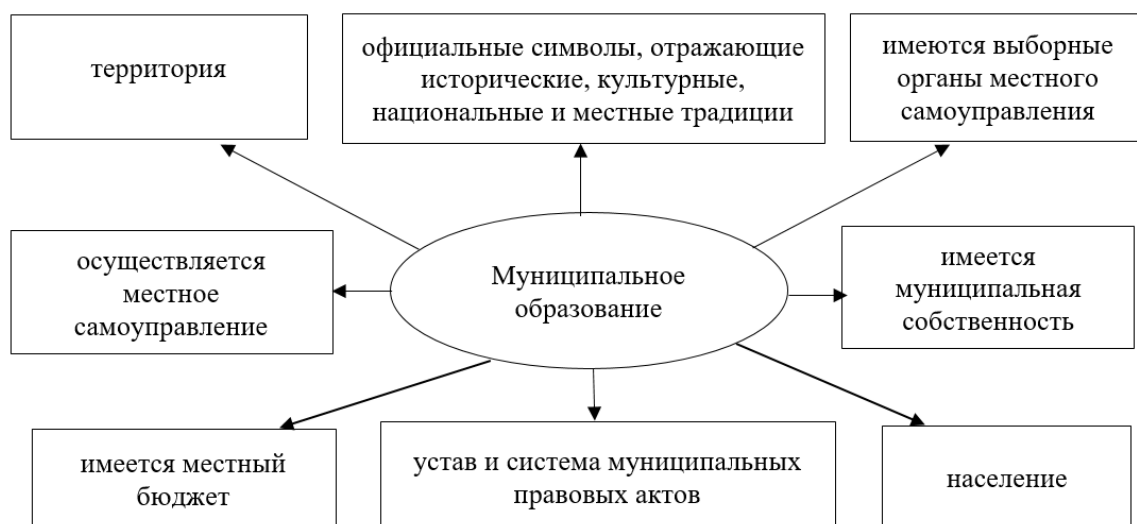 территория
официальные символы, отражающие
исторические, культурные,
национальные и местные традиции
имеются выборные
органы местного
самоуправления
осуществляется
местное
самоуправление
Муниципальное
образование
имеется
муниципальная
собственность
имеется местный
бюджет
устав и система муниципальных
правовых актов
население